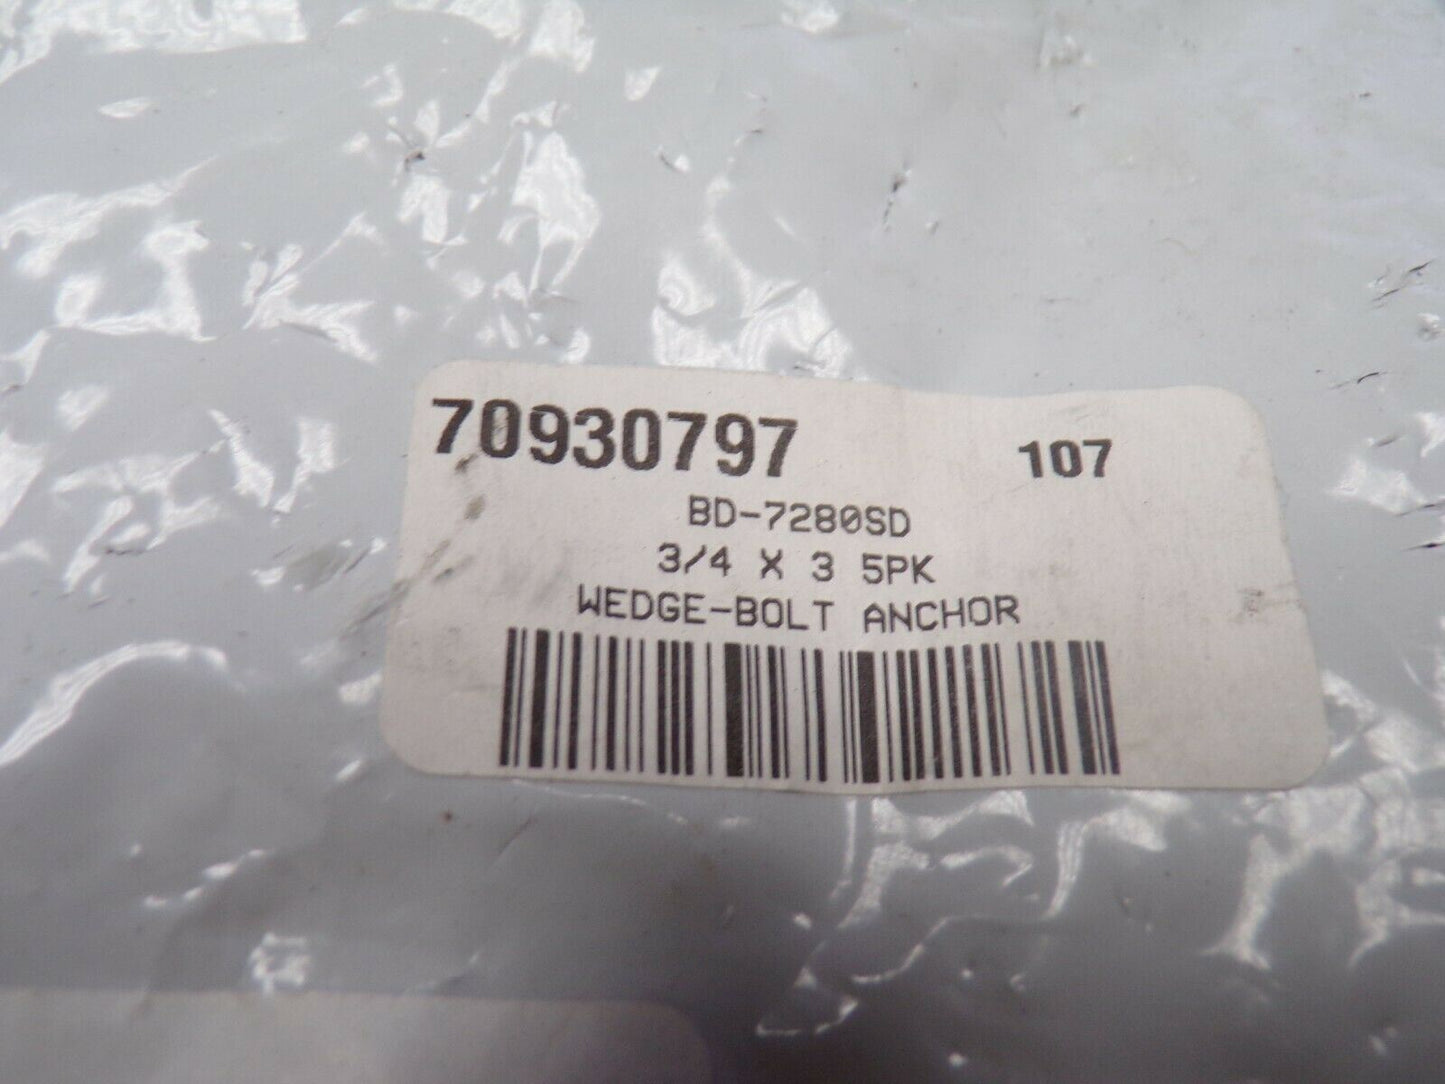 70930797 107
BD-7280SD
3/4 X 3 5PK
WEDGE-BOLT ANCHOR